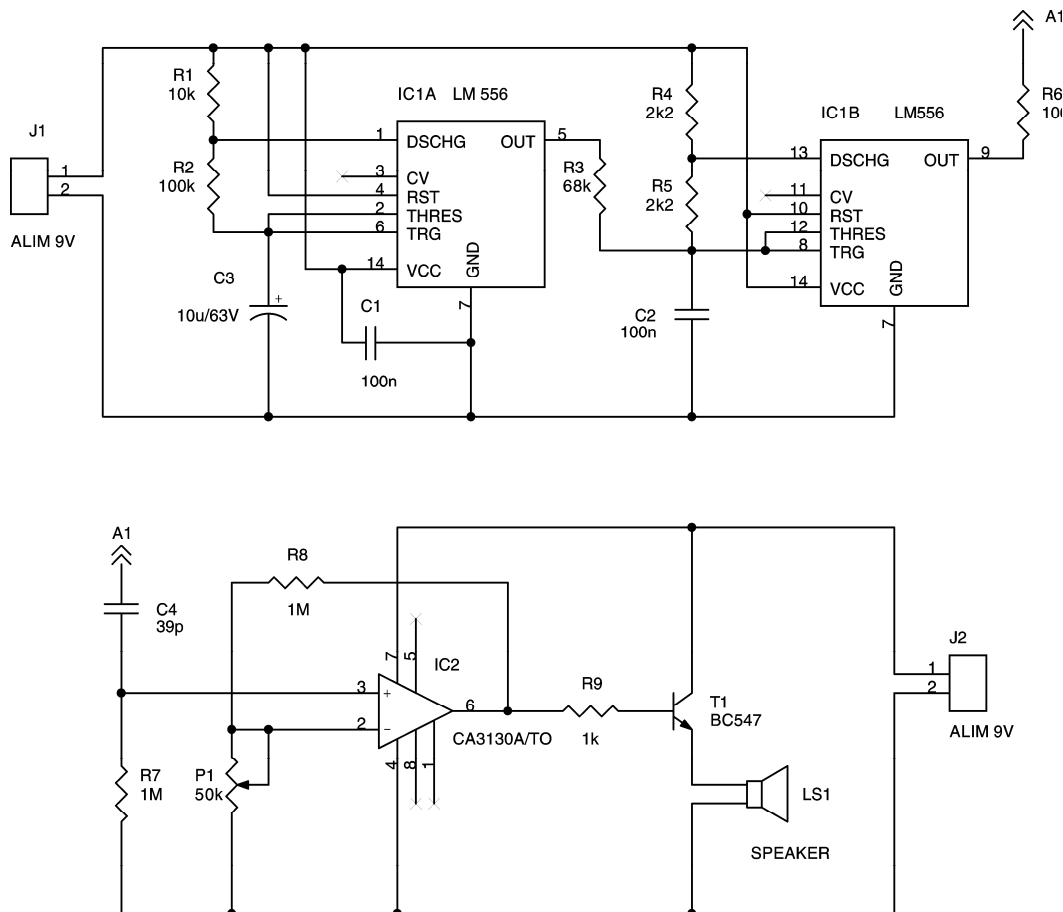 A1
R1
10k
R2
100k
J1
1
2
ALIM 9V
C3
+
10u/63V
IC1A LM 556
1 DSCHG OUT 5
3 CV
4 RST
2 THRES
6 TRG
14 VCC
GND
7
C1
100n
R3
68k
R4
2k2
R5
2k2
C2
100n
IC1B LM556
13 DSCHG OUT 9
11 CV
10 RST
12 THRES
8 TRG
14 VCC
GND
7
R6
A1
C4
39p
R8
1M
7
5
IC2
3 +
2 -
6
4
8
1
CA3130A/TO
R7
1M
P1
50k
R9
1k
T1
BC547
LS1
SPEAKER
J2
1
2
ALIM 9V